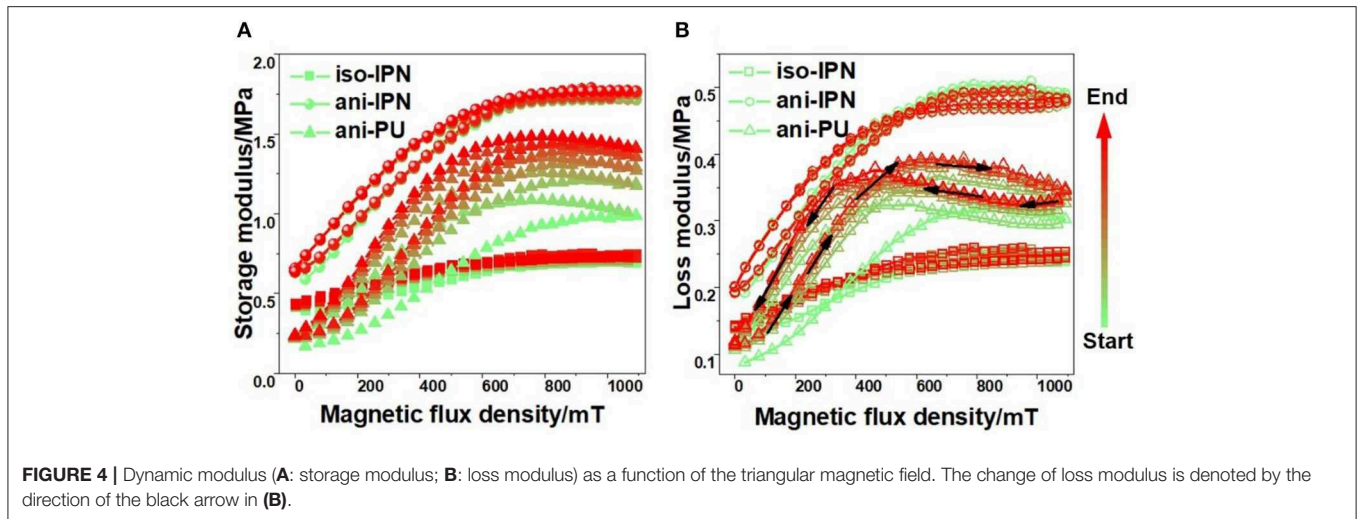 A
Storage modulus/MPa
2.0
1.5
1.0
0.5
0.0
iso-IPN
ani-IPN
ani-PU
0 200 400 600 800 1000
Magnetic flux density/mT
B
Loss modulus/MPa
0.5
0.4
0.3
0.2
0.1
iso-IPN
ani-IPN
ani-PU
0 200 400 600 800 1000
Magnetic flux density/mT
End
Start
FIGURE 4 | Dynamic modulus (A: storage modulus; B: loss modulus) as a function of the triangular magnetic field. The change of loss modulus is denoted by the
direction of the black arrow in (B).